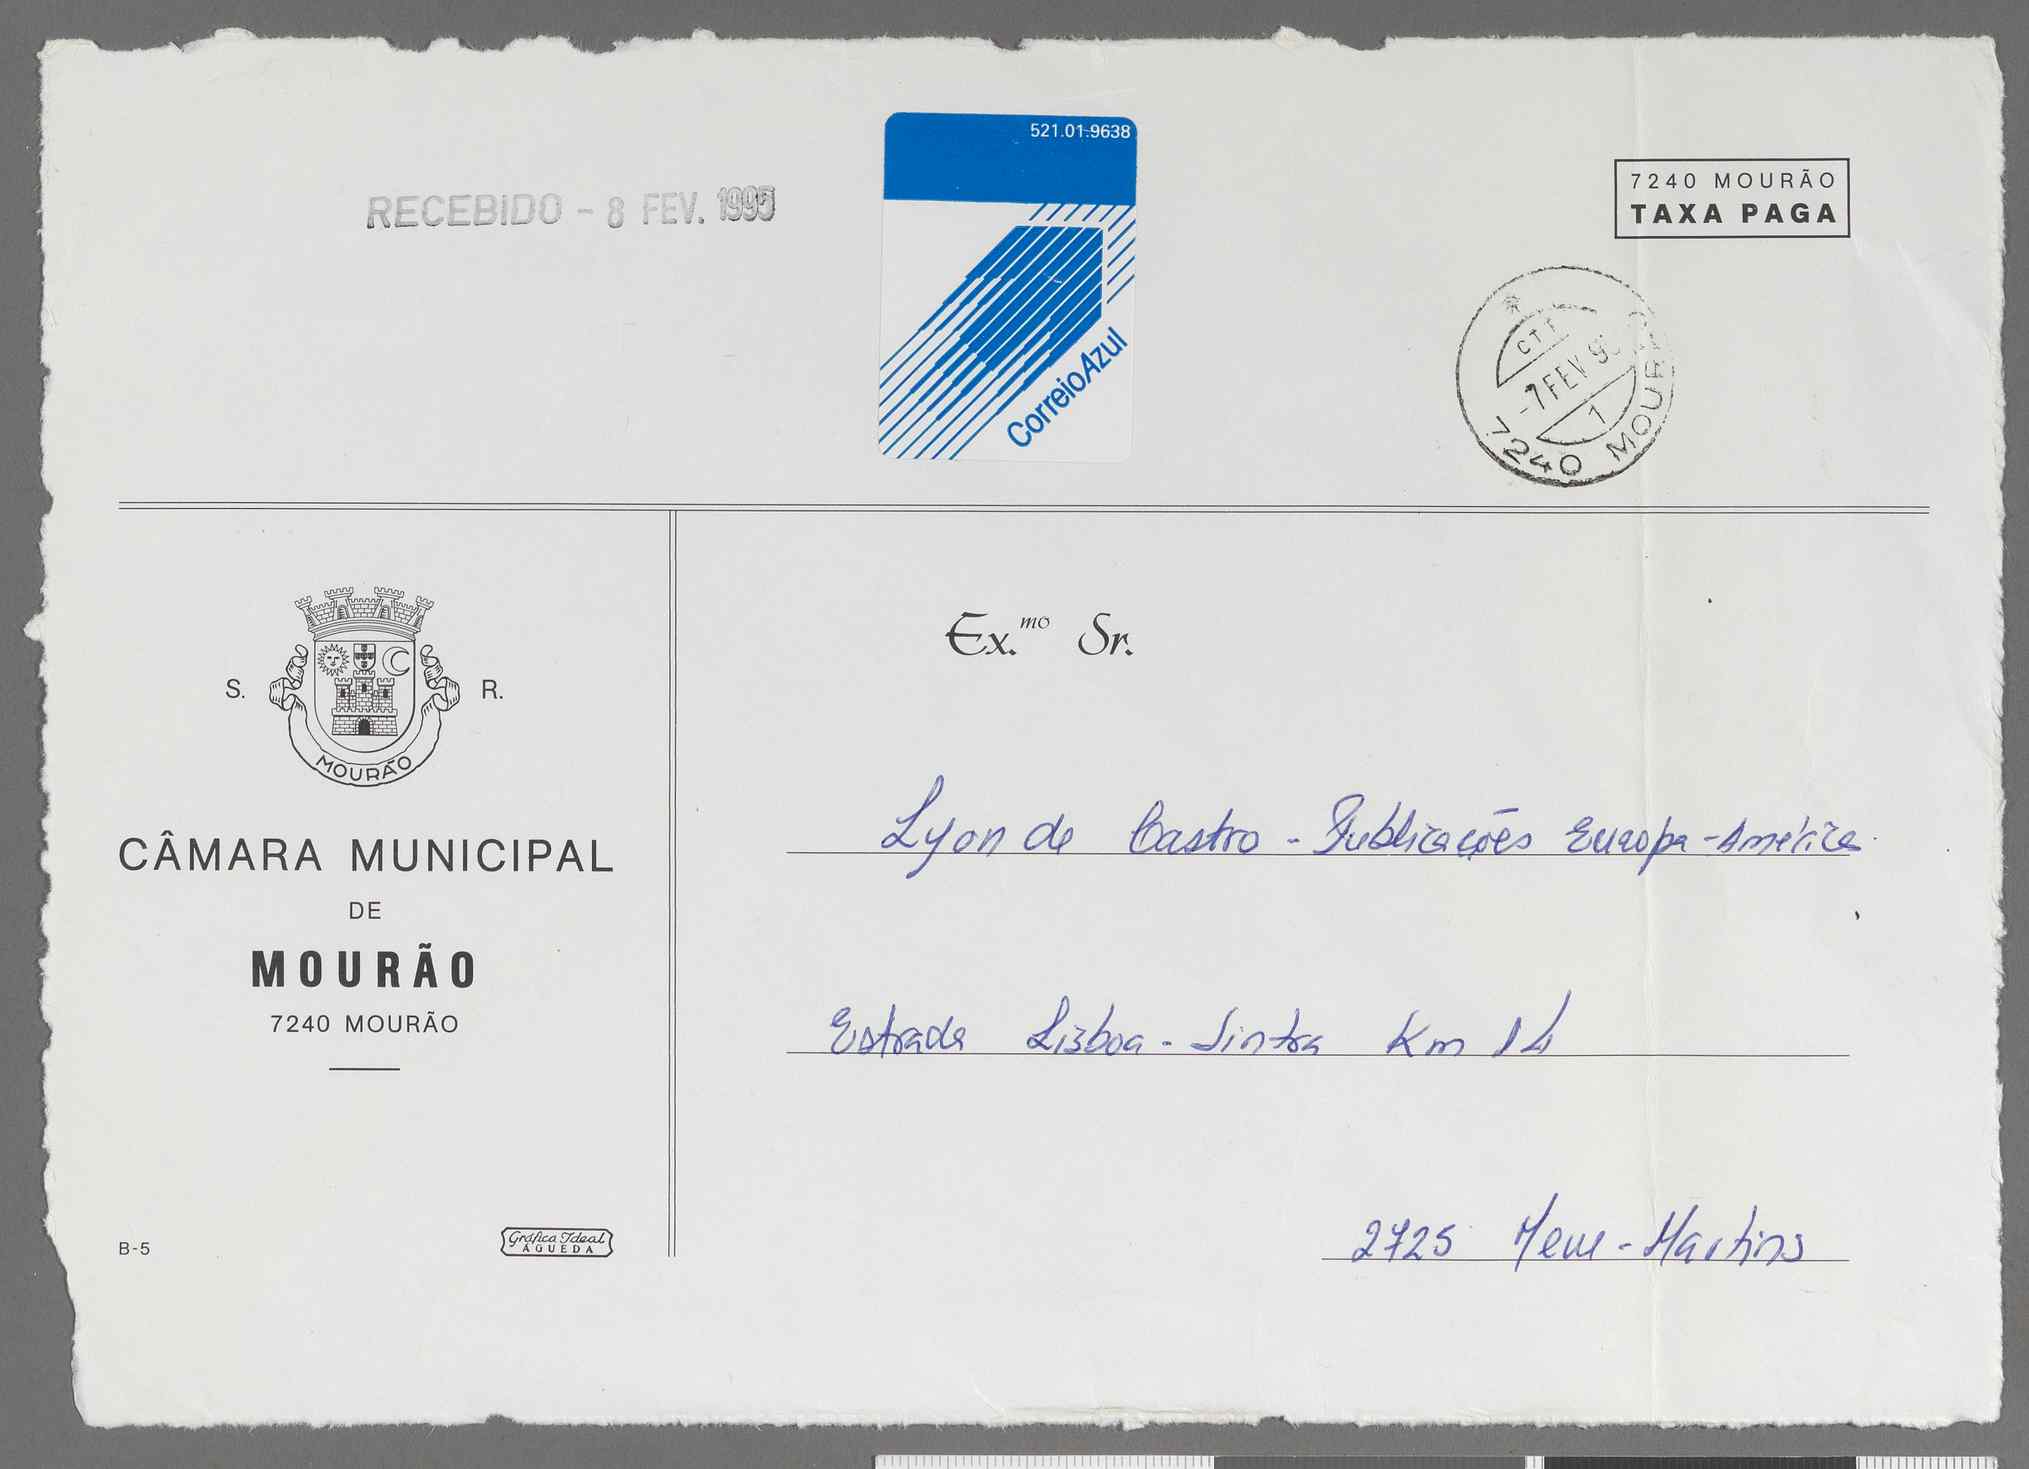 521.01.9638
RECEBIDO - 8 FEV. 1995
CorreioAzul
7240 MOURÃO
TAXA PAGA
CTT
-7 FEV 9
1
7240 MOUR
S. R.
MOURÃO
CÂMARA MUNICIPAL
DE
MOURÃO
7240 MOURÃO
B-5
Gráfica Ideal
ÁGUEDA
Ex.mo Sr.
Lyon de Castro - Publicações Europa-América
Estrada Lisboa - Sintra Km 14
2725 Mem-Martins